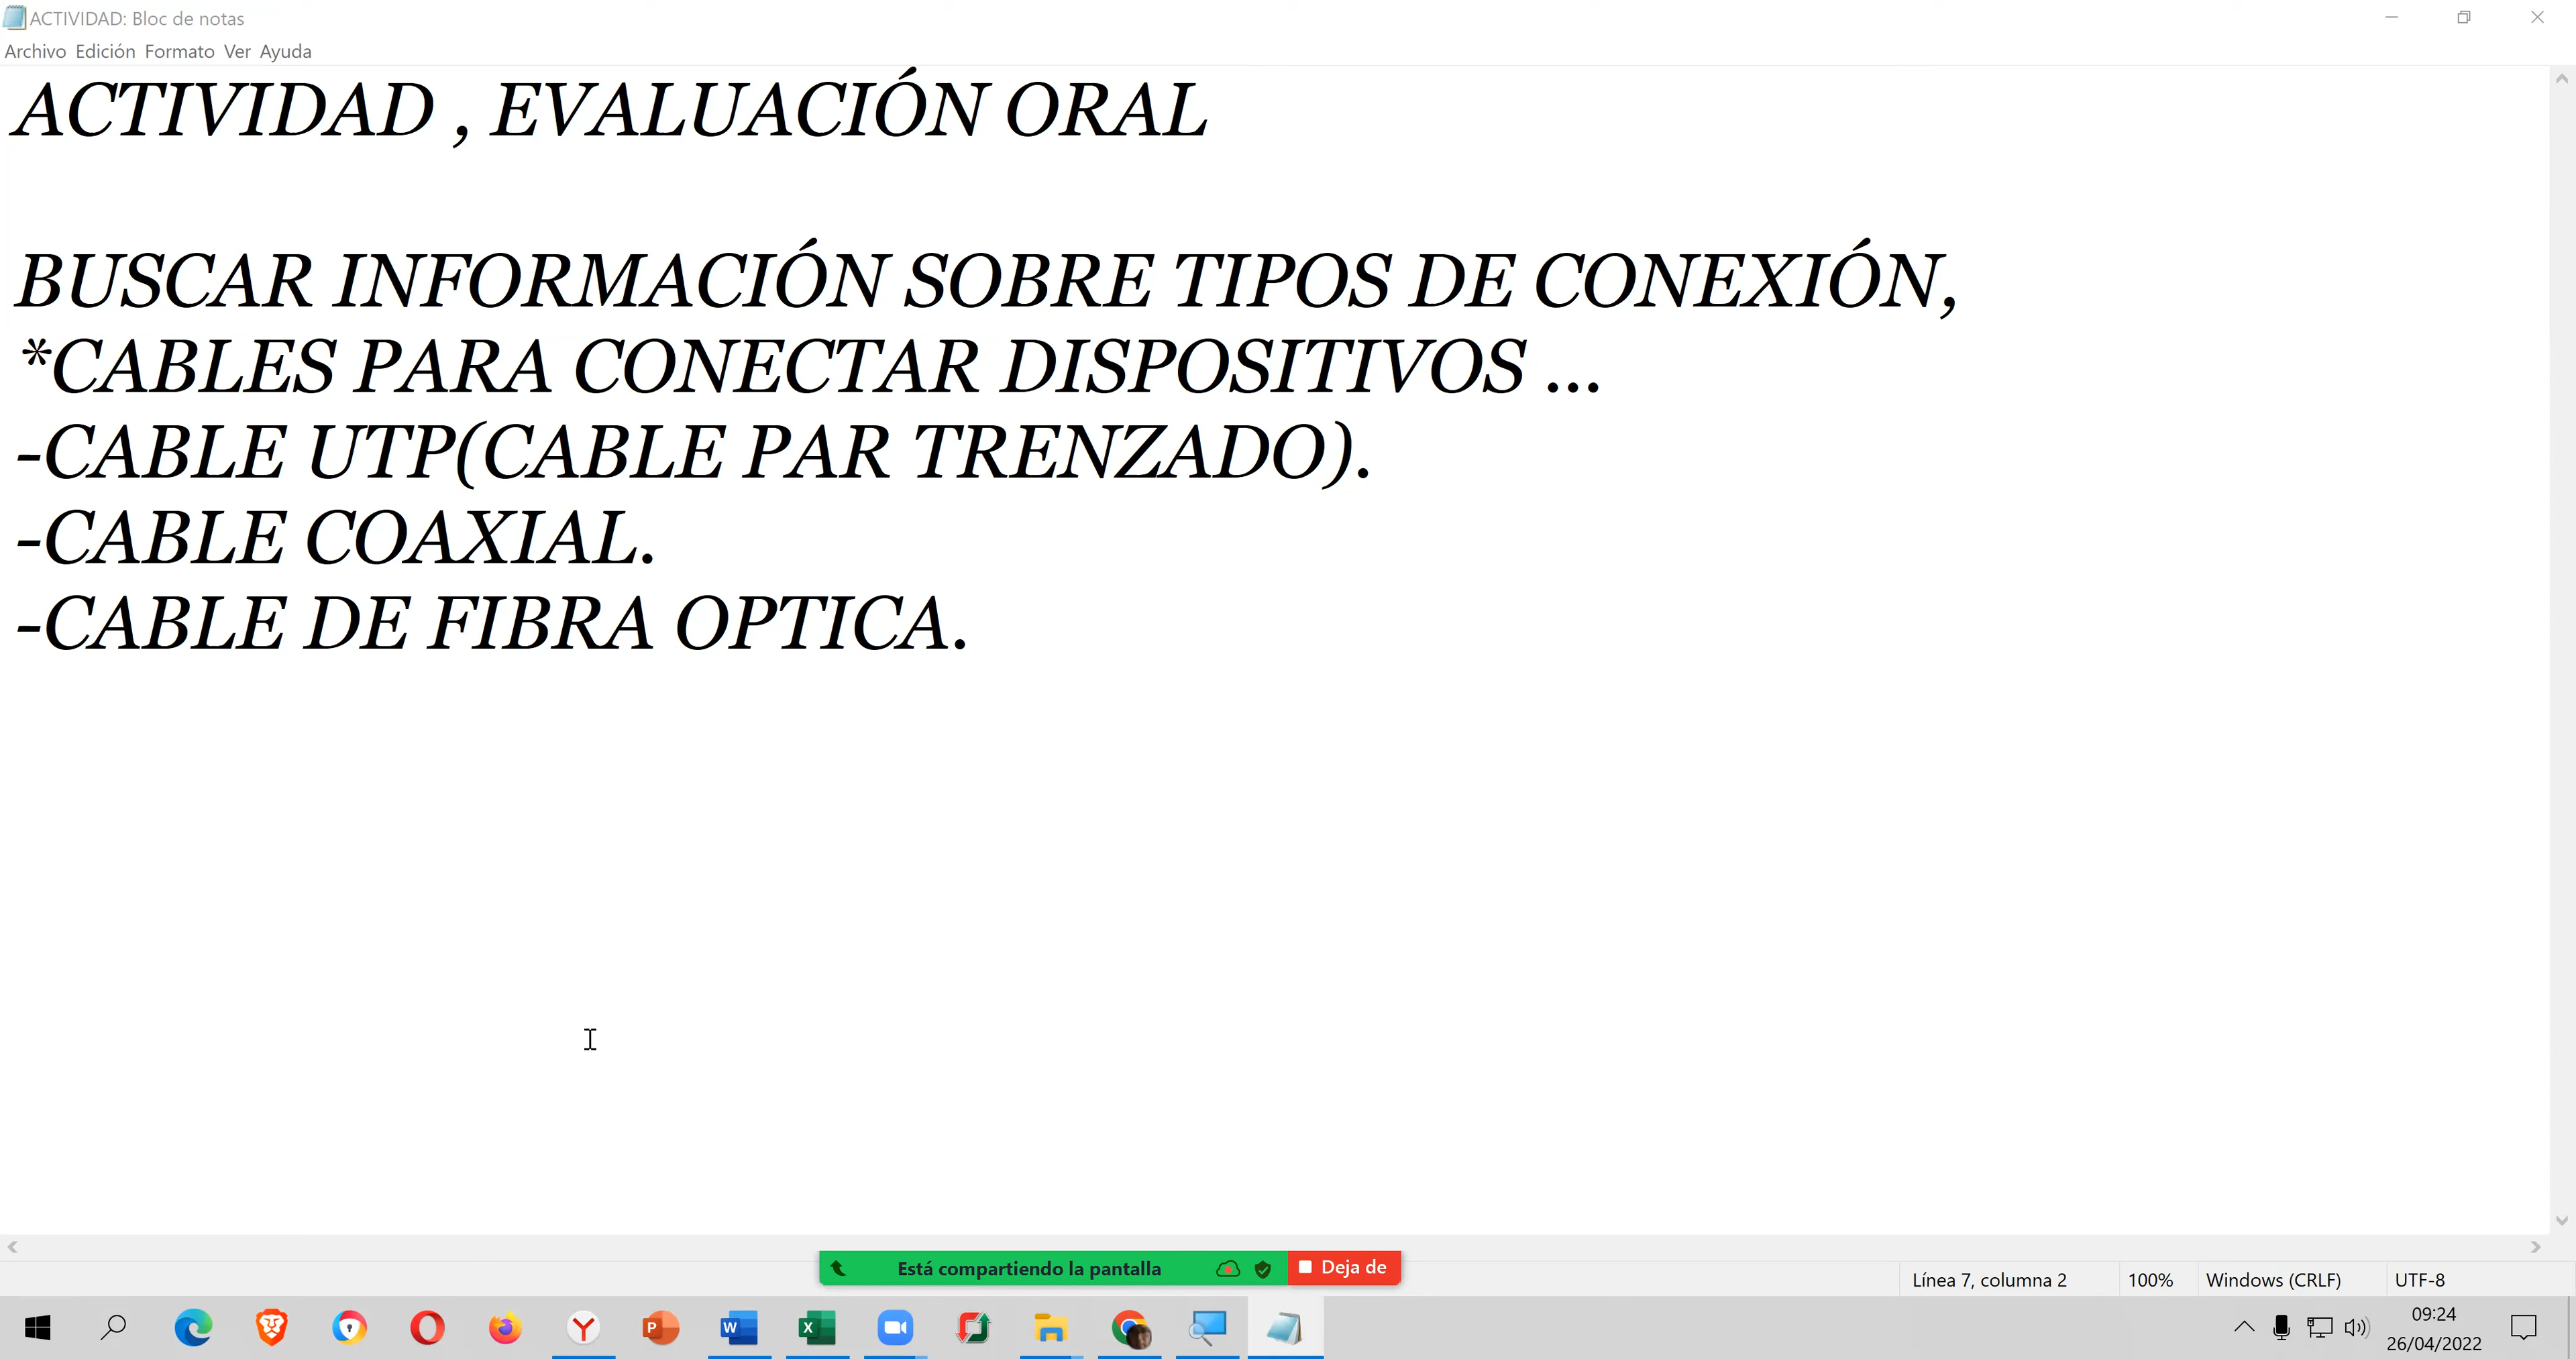 ACTIVIDAD: Bloc de notas
Archivo Edición Formato Ver Ayuda
ACTIVIDAD , EVALUACIÓN ORAL
BUSCAR INFORMACIÓN SOBRE TIPOS DE CONEXIÓN,
*CABLES PARA CONECTAR DISPOSITIVOS ...
-CABLE UTP(CABLE PAR TRENZADO).
-CABLE COAXIAL.
-CABLE DE FIBRA OPTICA.
Está compartiendo la pantalla Deja de
Línea 7, columna 2 100% Windows (CRLF) UTF-8
09:24
26/04/2022